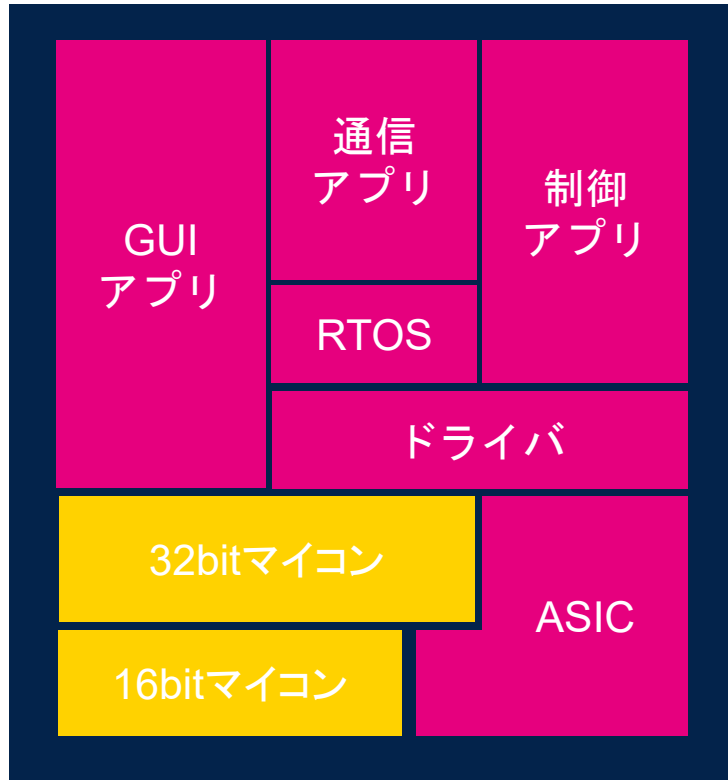 GUI
アプリ
通信
アプリ
制御
アプリ
RTOS
ドライバ
32bitマイコン
ASIC
16bitマイコン